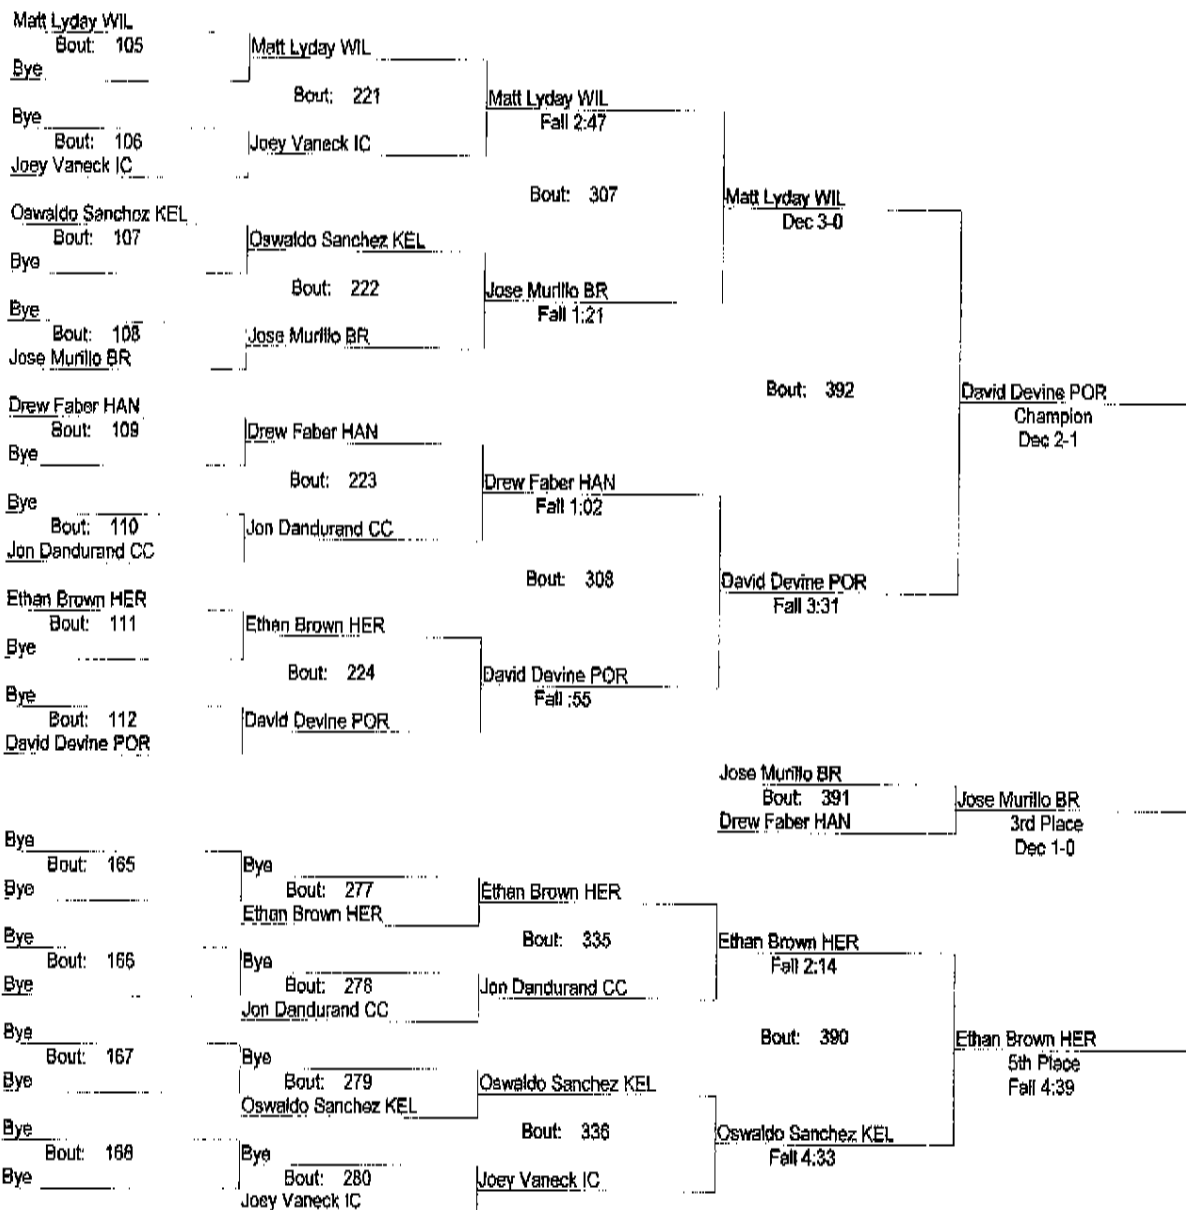 Matt Lyday WIL
Bout: 105
Bye
Bye
Bout: 106
Joey Vaneck IC
Oswaldo Sanchez KEL
Bout: 107
Bye
Bye
Bout: 108
Jose Murillo BR
Drew Faber HAN
Bout: 109
Bye
Bye
Bout: 110
Jon Dandurand CC
Ethan Brown HER
Bout: 111
Bye
Bye
Bout: 112
David Devine POR
Matt Lyday WIL
Bout: 221
Joey Vaneck IC
Oswaldo Sanchez KEL
Bout: 222
Jose Murillo BR
Drew Faber HAN
Bout: 223
Jon Dandurand CC
Ethan Brown HER
Bout: 224
David Devine POR
Matt Lyday WIL
Fall 2:47
Bout: 307
Jose Murillo BR
Fall 1:21
Drew Faber HAN
Fall 1:02
Bout: 308
David Devine POR
Fall :55
Matt Lyday WIL
Dec 3-0
Bout: 392
David Devine POR
Fall 3:31
David Devine POR
Champion
Dec 2-1
Jose Murillo BR
Bout: 391
Drew Faber HAN
Jose Murillo BR
3rd Place
Dec 1-0
Bye
Bout: 165
Bye
Bye
Bout: 166
Bye
Bye
Bout: 167
Bye
Bye
Bout: 168
Bye
Bye
Bout: 277
Ethan Brown HER
Bye
Bout: 278
Jon Dandurand CC
Bye
Bout: 279
Oswaldo Sanchez KEL
Bye
Bout: 280
Joey Vaneck IC
Ethan Brown HER
Bout: 335
Jon Dandurand CC
Oswaldo Sanchez KEL
Bout: 336
Joey Vaneck IC
Ethan Brown HER
Fall 2:14
Bout: 390
Oswaldo Sanchez KEL
Fall 4:33
Ethan Brown HER
5th Place
Fall 4:39